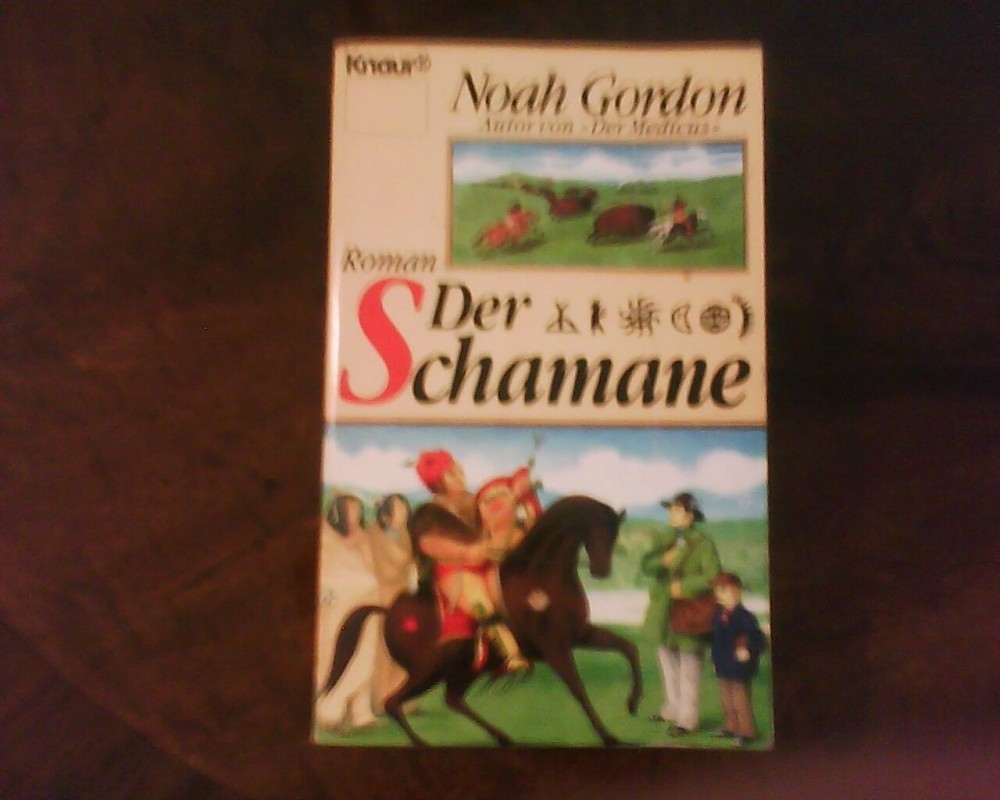 Knaur®
Noah Gordon
Autor von »Der Medicus«
Roman
Der
Schamane